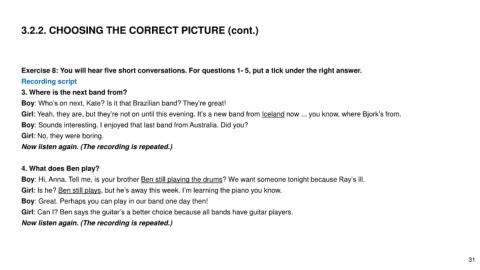 3.2.2. CHOOSING THE CORRECT PICTURE (cont.)
Exercise 8: You will hear five short conversations. For questions 1- 5, put a tick under the right answer.
Recording script
3. Where is the next band from?
Boy: Who's on next, Kate? Is it that Brazilian band? They're great!
Girl: Yeah, they are, but they're not on until this evening. It's a new band from Iceland now ... you know, where Bjork's from.
Boy: Sounds interesting. I enjoyed that last band from Australia. Did you?
Girl: No, they were boring.
Now listen again. (The recording is repeated.)
4. What does Ben play?
Boy: Hi, Anna. Tell me, is your brother Ben still playing the drums? We want someone tonight because Ray's ill.
Girl: Is he? Ben still plays, but he's away this week. I'm learning the piano you know.
Boy: Great. Perhaps you can play in our band one day then!
Girl: Can I? Ben says the guitar's a better choice because all bands have guitar players.
Now listen again. (The recording is repeated.)
31